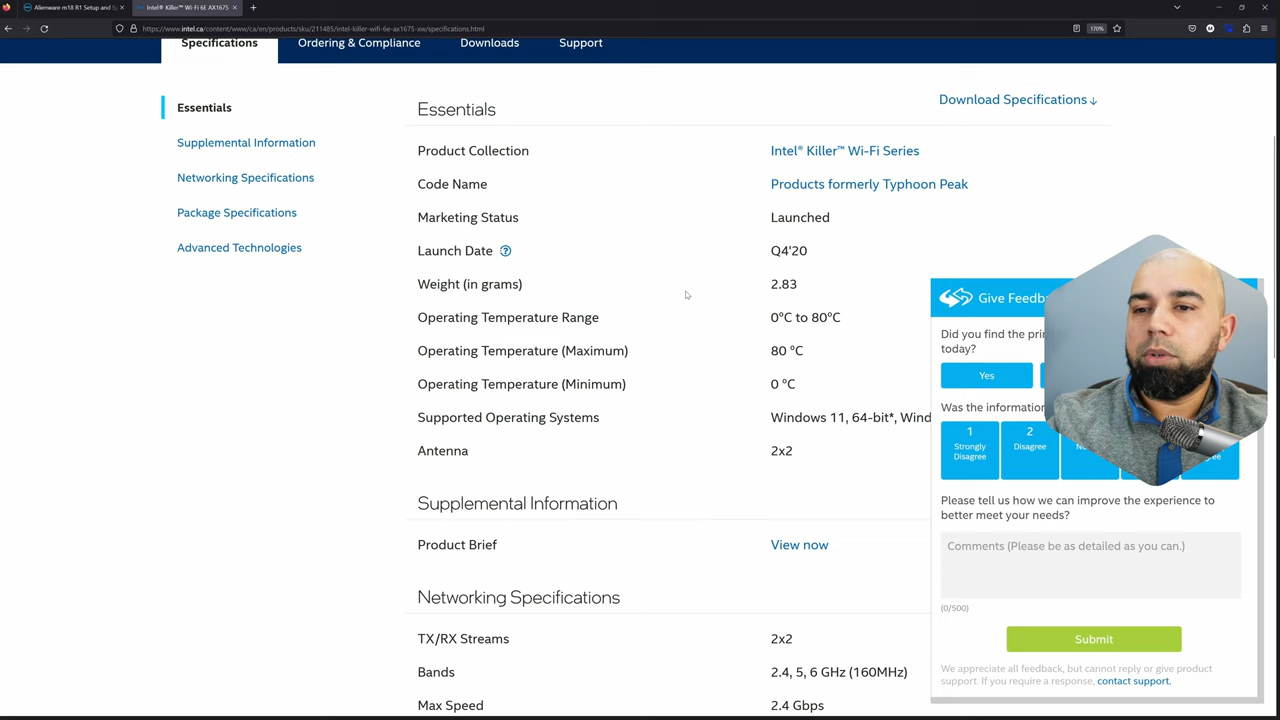 Alienware m18 R1 Setup and S
Intel® Killer™ Wi-Fi 6E AX1675
https://www.intel.ca/content/www/ca/en/products/sku/211485/intel-killer-wifi-6e-ax1675-xw/specifications.html
170%
Specifications
Ordering & Compliance
Downloads
Support
Essentials
Supplemental Information
Networking Specifications
Package Specifications
Advanced Technologies
Essentials
Download Specifications↓
Product Collection Intel® Killer™ Wi-Fi Series
Code Name Products formerly Typhoon Peak
Marketing Status Launched
Launch Date ? Q4'20
Weight (in grams) 2.83
Operating Temperature Range 0°C to 80°C
Operating Temperature (Maximum) 80 °C
Operating Temperature (Minimum) 0 °C
Supported Operating Systems Windows 11, 64-bit*, Wind
Antenna 2x2
Supplemental Information
Product Brief View now
Networking Specifications
TX/RX Streams 2x2
Bands 2.4, 5, 6 GHz (160MHz)
Max Speed 2.4 Gbps
Give Feedba
Did you find the pri
today?
Yes
Was the information
1
Strongly
Disagree
2
Disagree
Please tell us how we can improve the experience to
better meet your needs?
Comments (Please be as detailed as you can.)
(0/500)
Submit
We appreciate all feedback, but cannot reply or give product
support. If you require a response, contact support.